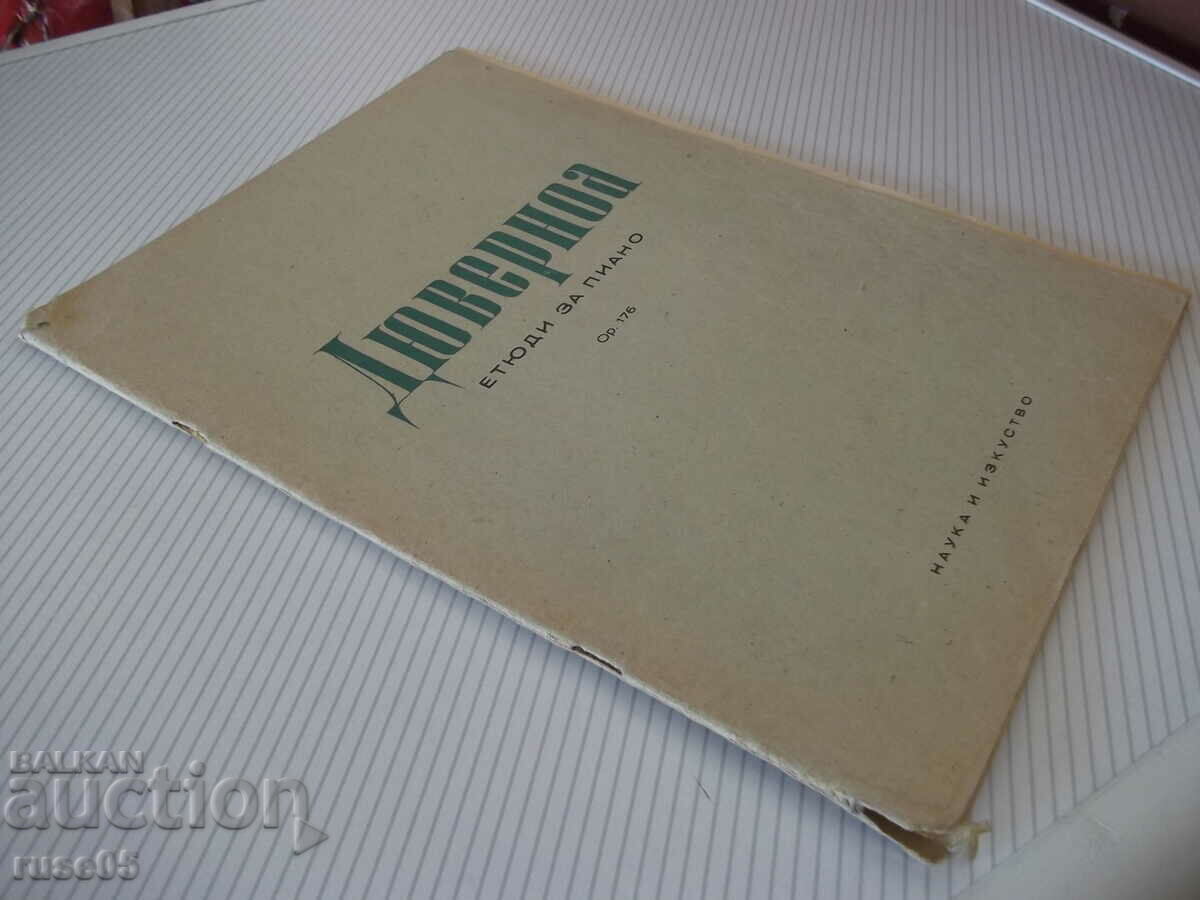 Дюверноа
ЕТЮДИ ЗА ПИАНО
Op. 176
НАУКА И ИЗКУСТВО
BALKAN
auction
ruse05